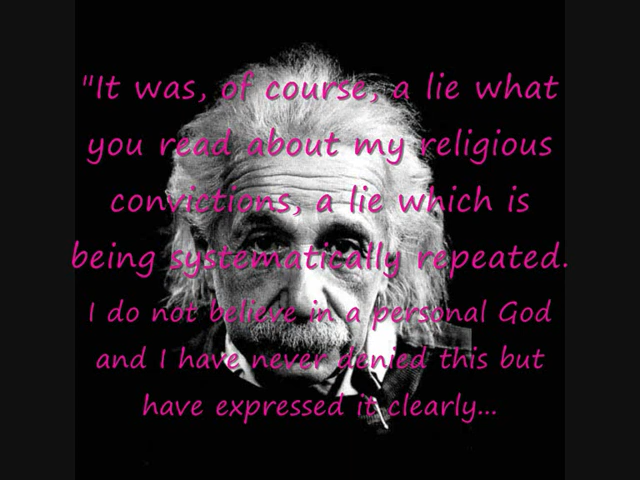 "It was, of course, a lie what
you read about my religious
convictions, a lie which is
being systematically repeated.
I do not believe in a personal God
and I have never denied this but
have expressed it clearly...